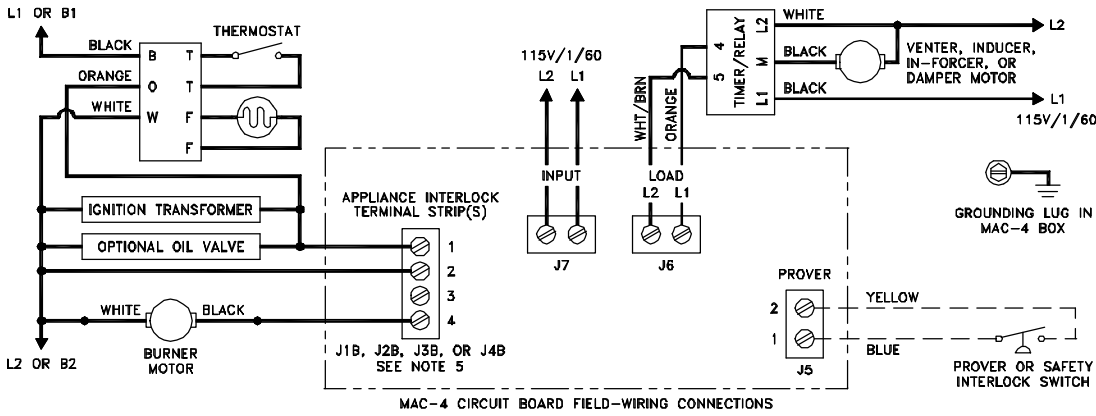 L1 OR B1
BLACK
THERMOSTAT
ORANGE
WHITE
B
T
O
T
W
F
F
IGNITION TRANSFORMER
OPTIONAL OIL VALVE
WHITE
BLACK
BURNER
MOTOR
L2 OR B2
APPLIANCE INTERLOCK
TERMINAL STRIP(S)
1
2
3
4
J1B, J2B, J3B, OR J4B
SEE NOTE 5
115V/1/60
L2 L1
INPUT
J7
WHT/BRN
ORANGE
LOAD
L2 L1
J6
4
5
TIMER/RELAY
L2
M
L1
WHITE
BLACK
BLACK
L2
VENTER, INDUCER,
IN-FORCER, OR
DAMPER MOTOR
L1
115V/1/60
GROUNDING LUG IN
MAC-4 BOX
PROVER
2
1
J5
YELLOW
BLUE
PROVER OR SAFETY
INTERLOCK SWITCH
MAC-4 CIRCUIT BOARD FIELD-WIRING CONNECTIONS